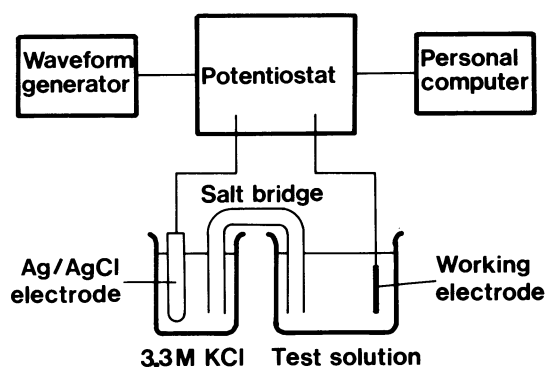 Waveform
generator
Potentiostat
Personal
computer
Salt bridge
Ag/AgCl
electrode
Working
electrode
3.3M KCl
Test solution